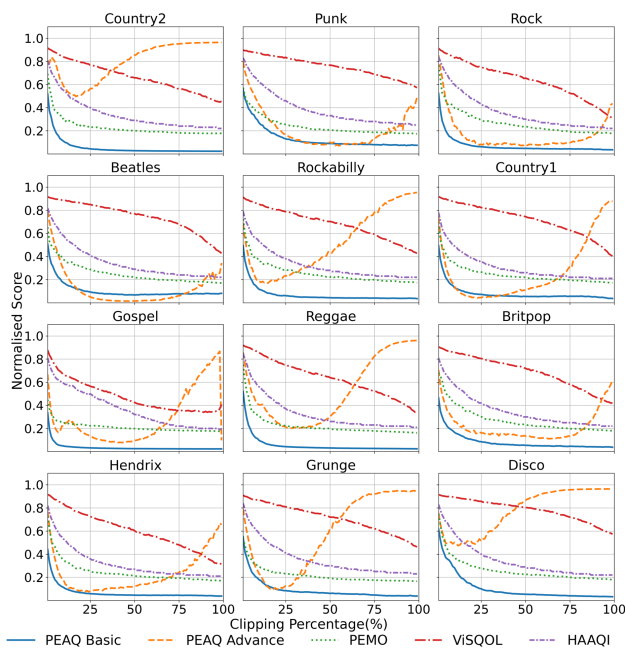 Country2 Punk Rock
1.0
0.8
0.6
0.4
0.2
Beatles Rockabilly Country1
1.0
0.8
0.6
0.4
0.2
Normalised Score
Gospel Reggae Britpop
1.0
0.8
0.6
0.4
0.2
Hendrix Grunge Disco
1.0
0.8
0.6
0.4
0.2
25 75 100 25 75 100 25 75 100
Clipping Percentage(%)
PEAQ Basic PEAQ Advance PEMO ViSQOL HAAQI